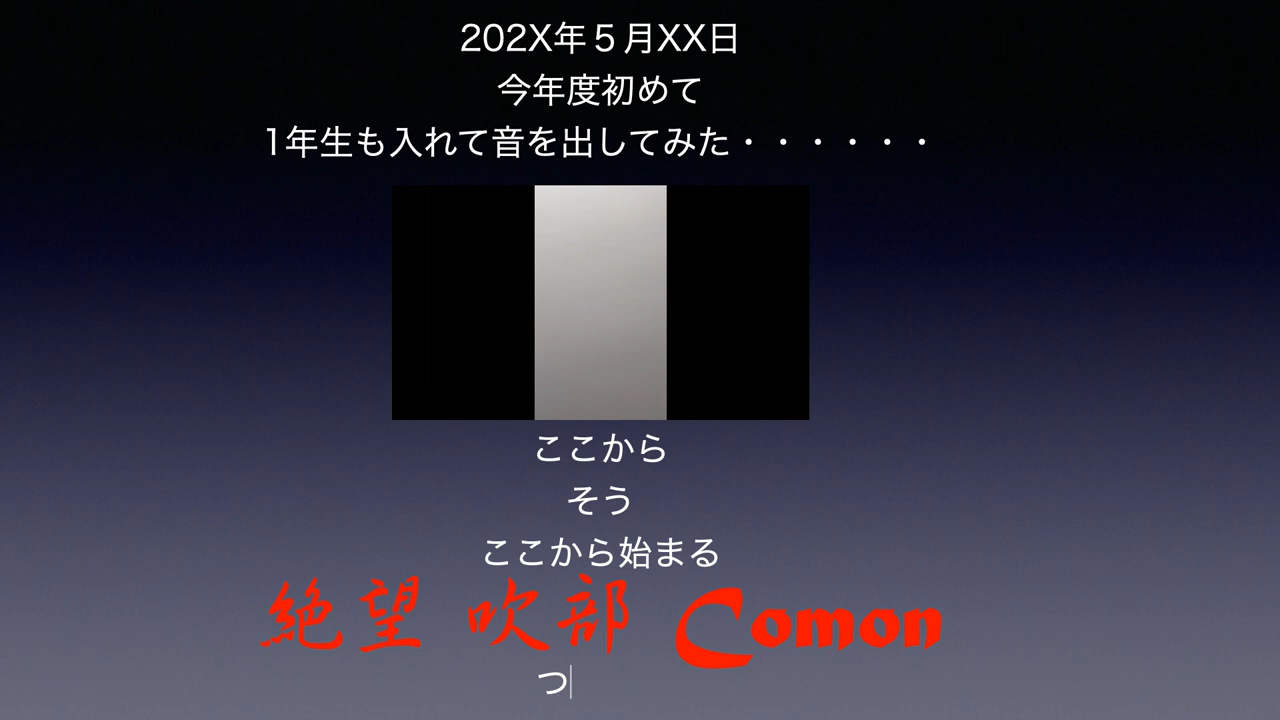 202X年５月XX日
今年度初めて
1年生も入れて音を出してみた・・・・・・
ここから
そう
ここから始まる
絶望 吹部 Comon
つ